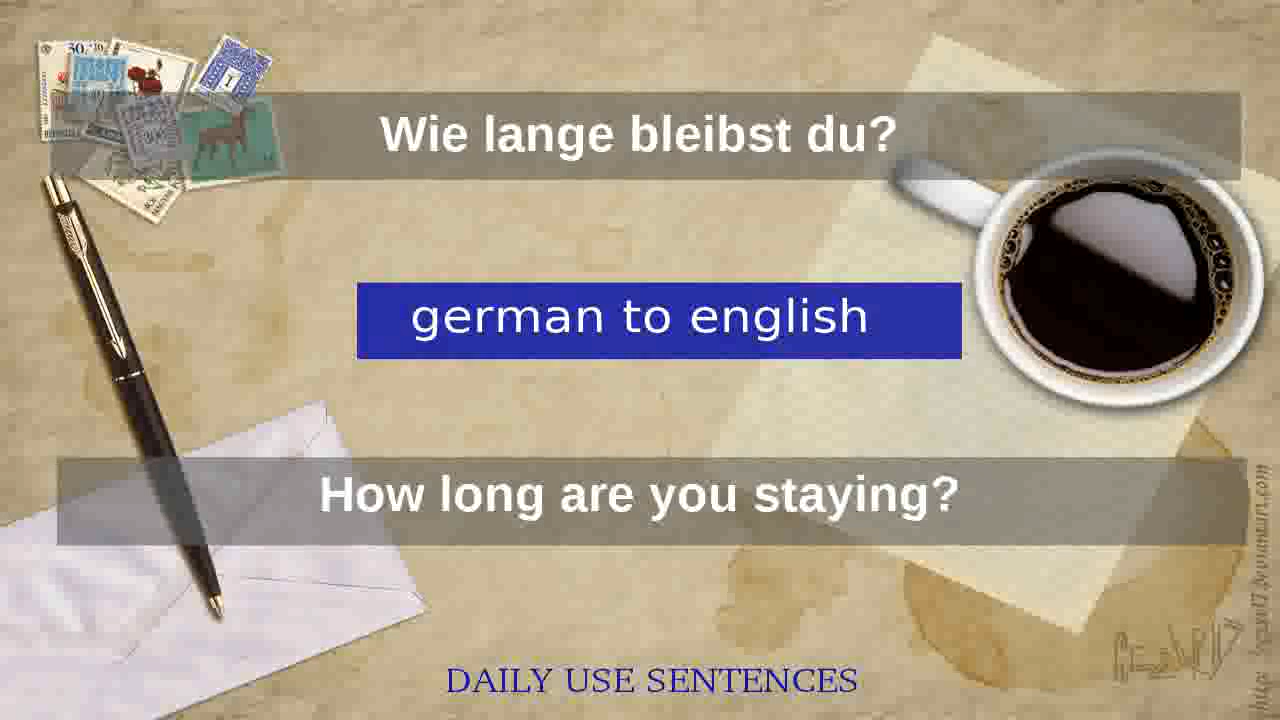 Wie lange bleibst du?
german to english
How long are you staying?
DAILY USE SENTENCES